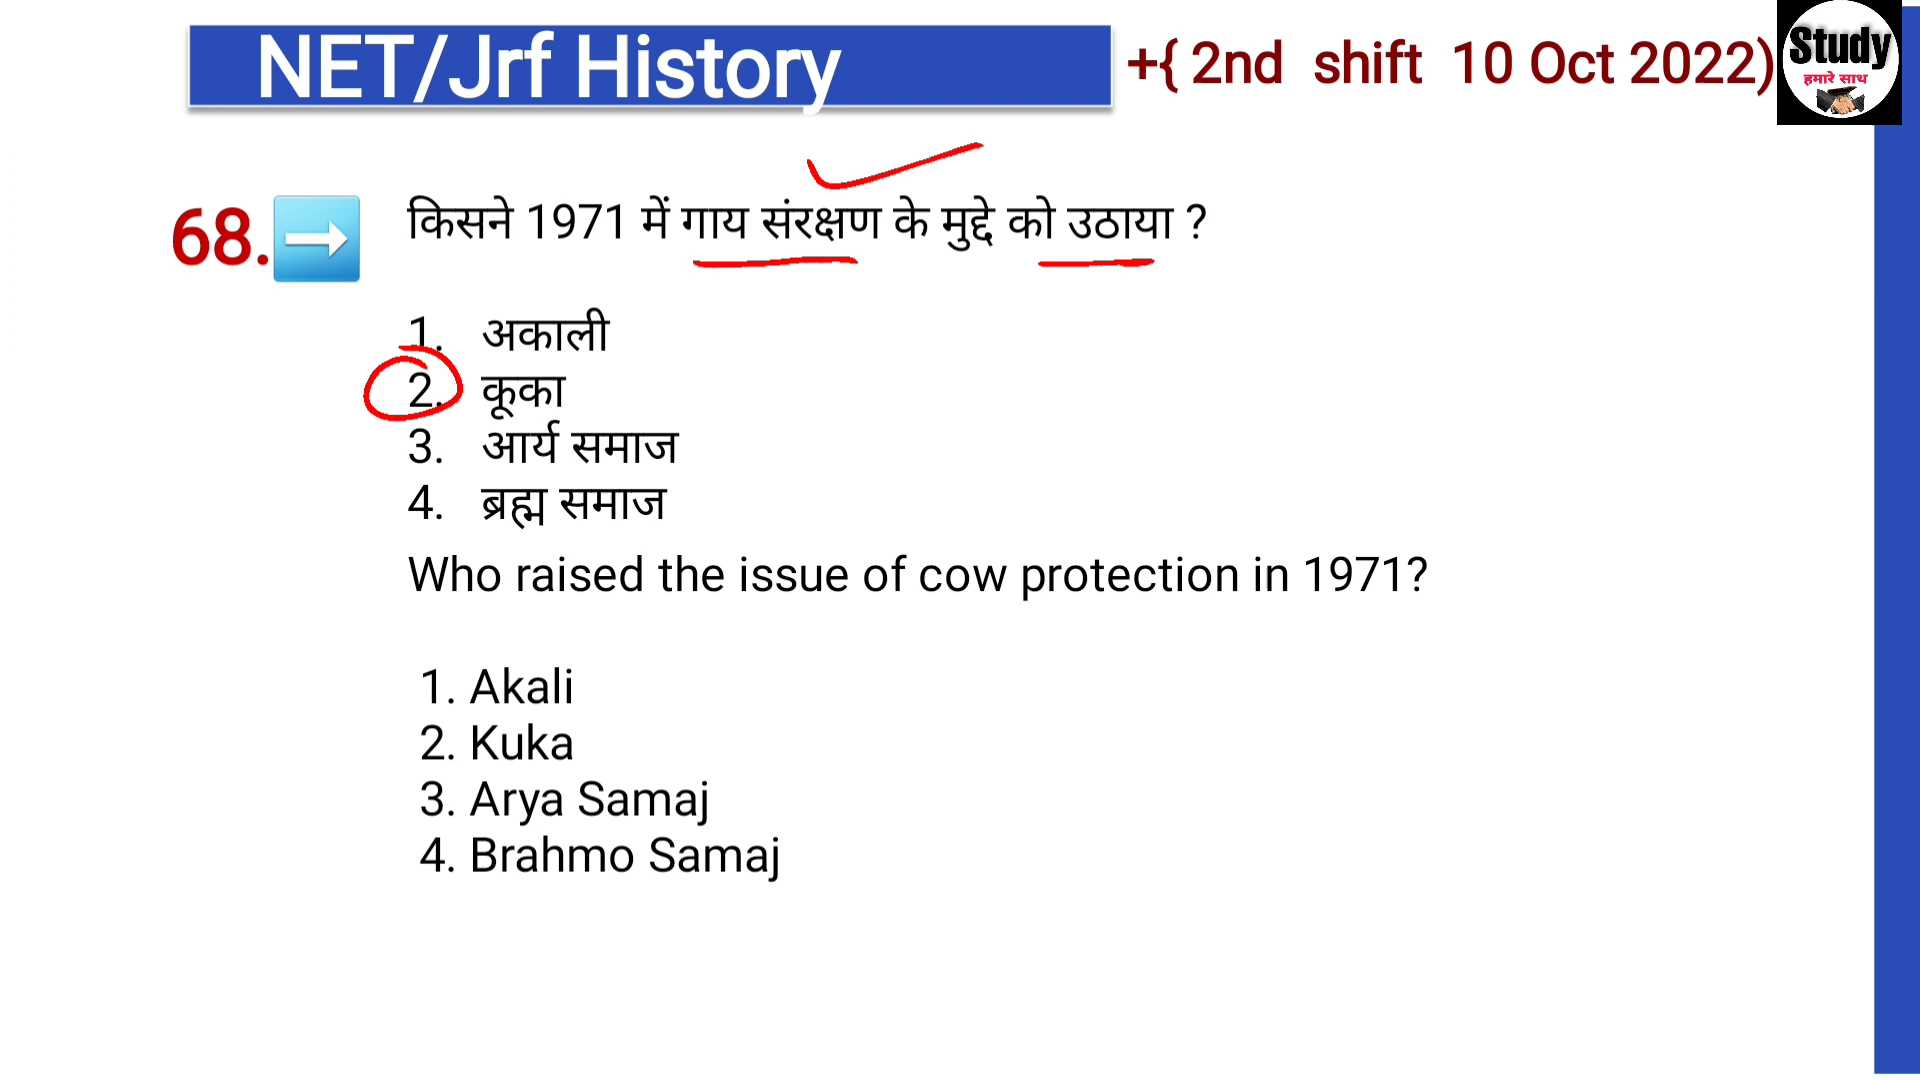 NET/Jrf History
+{ 2nd shift 10 Oct 2022)
Study
हमारे साथ
68. किसने 1971 में गाय संरक्षण के मुद्दे को उठाया ?
1. अकाली
2. कूका
3. आर्य समाज
4. ब्रह्म समाज
Who raised the issue of cow protection in 1971?
1. Akali
2. Kuka
3. Arya Samaj
4. Brahmo Samaj